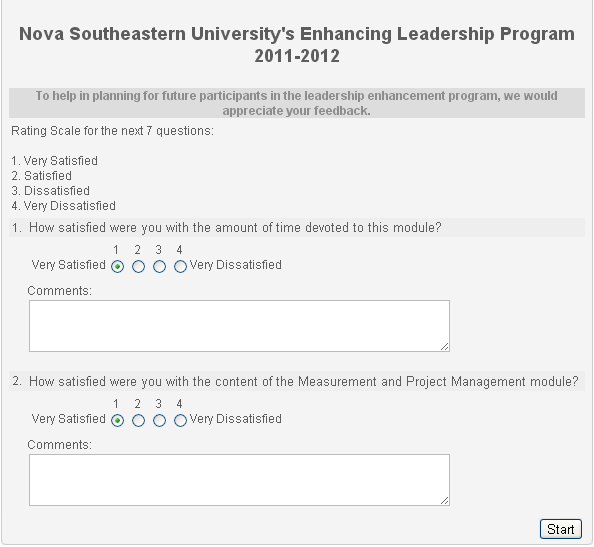 Nova Southeastern University's Enhancing Leadership Program
2011-2012
To help in planning for future participants in the leadership enhancement program, we would
appreciate your feedback.
Rating Scale for the next 7 questions:
1. Very Satisfied
2. Satisfied
3. Dissatisfied
4. Very Dissatisfied
1. How satisfied were you with the amount of time devoted to this module?
1 2 3 4
Very Satisfied Very Dissatisfied
Comments:
2. How satisfied were you with the content of the Measurement and Project Management module?
1 2 3 4
Very Satisfied Very Dissatisfied
Comments:
Start